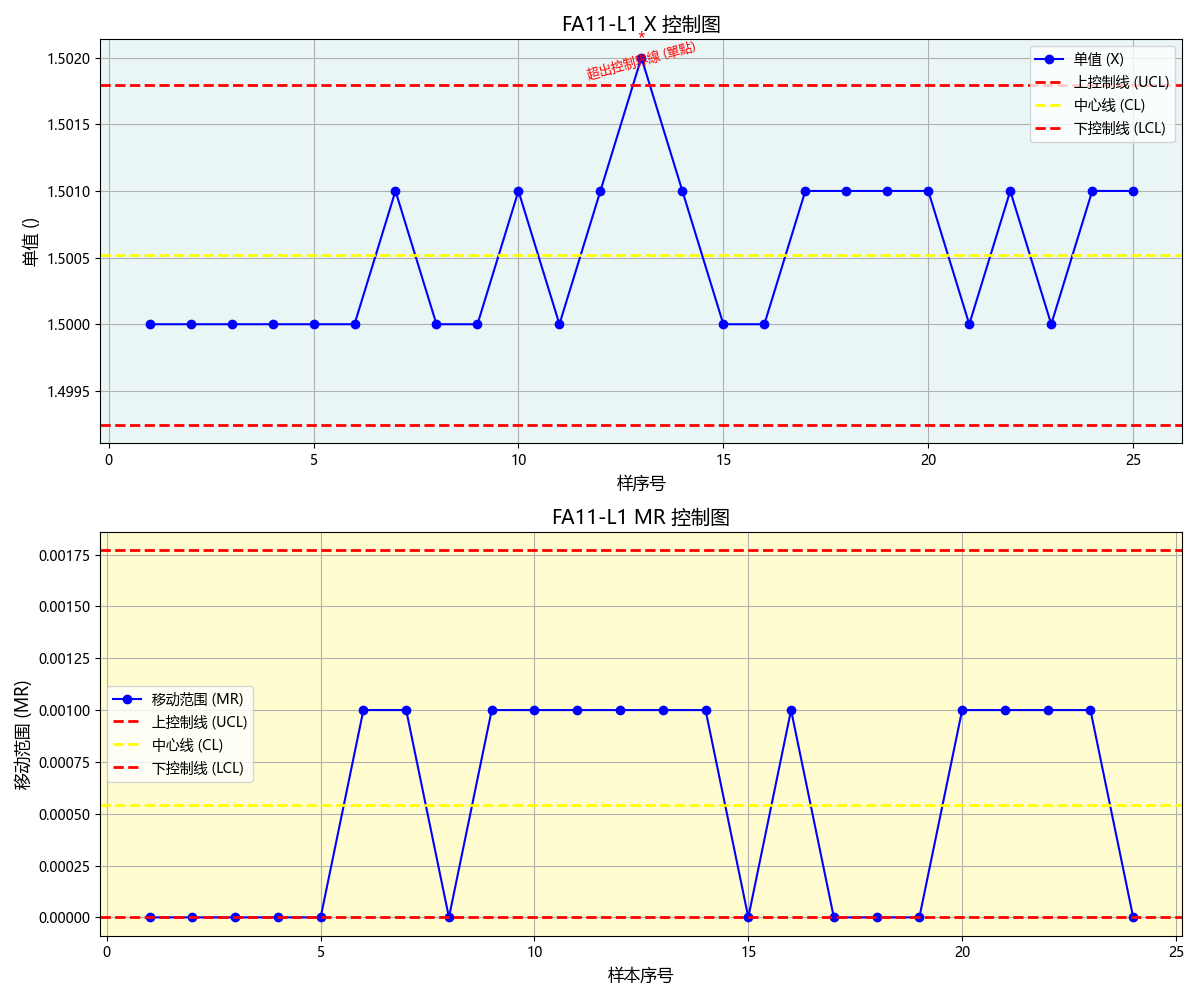 FA11-L1 X 控制图
*
超出控制界線 (單點)
单值 (X)
上控制线 (UCL)
中心线 (CL)
下控制线 (LCL)
单值 ()
1.5020
1.5015
1.5010
1.5005
1.5000
1.4995
0 5 10 15 20 25
样序号
FA11-L1 MR 控制图
移动范围 (MR)
0.00175
0.00150
0.00125
0.00100
0.00075
0.00050
0.00025
0.00000
移动范围 (MR)
上控制线 (UCL)
中心线 (CL)
下控制线 (LCL)
0 5 10 15 20 25
样本序号